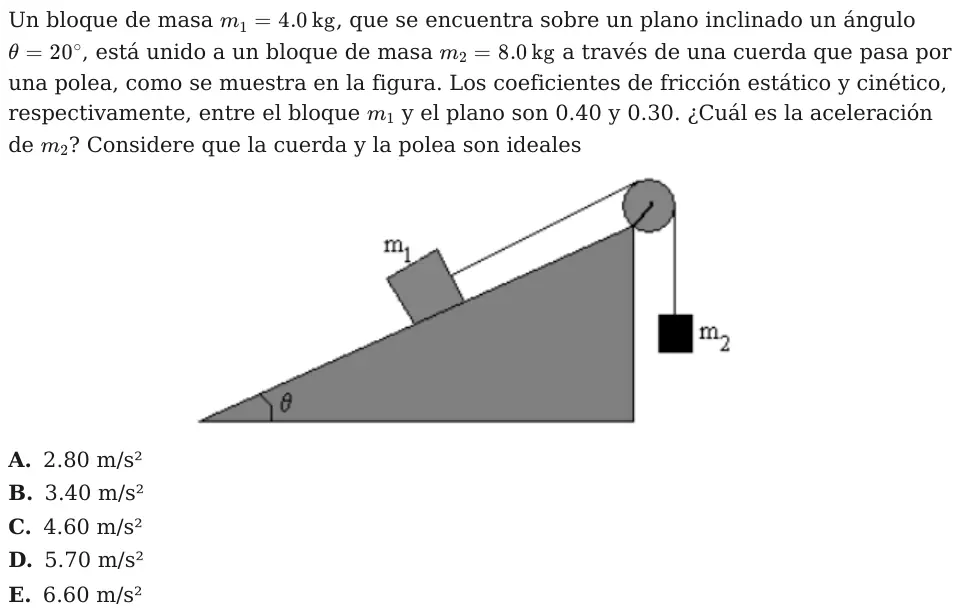 Un bloque de masa m₁ = 4.0 kg, que se encuentra sobre un plano inclinado un ángulo
θ = 20°, está unido a un bloque de masa m₂ = 8.0 kg a través de una cuerda que pasa por
una polea, como se muestra en la figura. Los coeficientes de fricción estático y cinético,
respectivamente, entre el bloque m₁ y el plano son 0.40 y 0.30. ¿Cuál es la aceleración
de m₂? Considere que la cuerda y la polea son ideales
m₁
m₂
θ
A. 2.80 m/s²
B. 3.40 m/s²
C. 4.60 m/s²
D. 5.70 m/s²
E. 6.60 m/s²